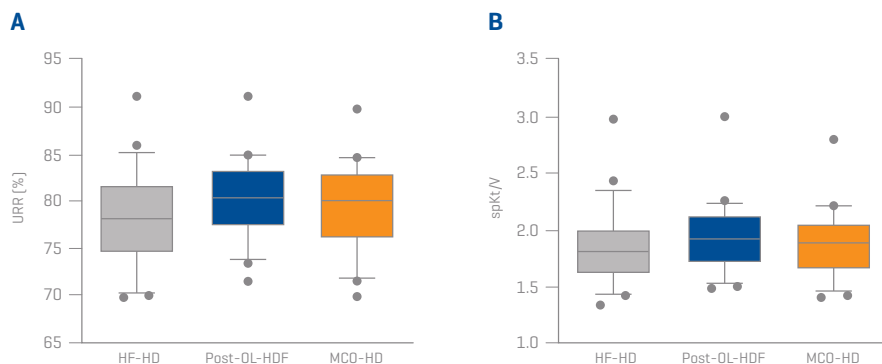 A
URR [%]
95
90
85
80
75
70
65
HF-HD Post-OL-HDF MCO-HD
B
spKt/V
3.5
3.0
2.5
2.0
1.5
1.0
HF-HD Post-OL-HDF MCO-HD